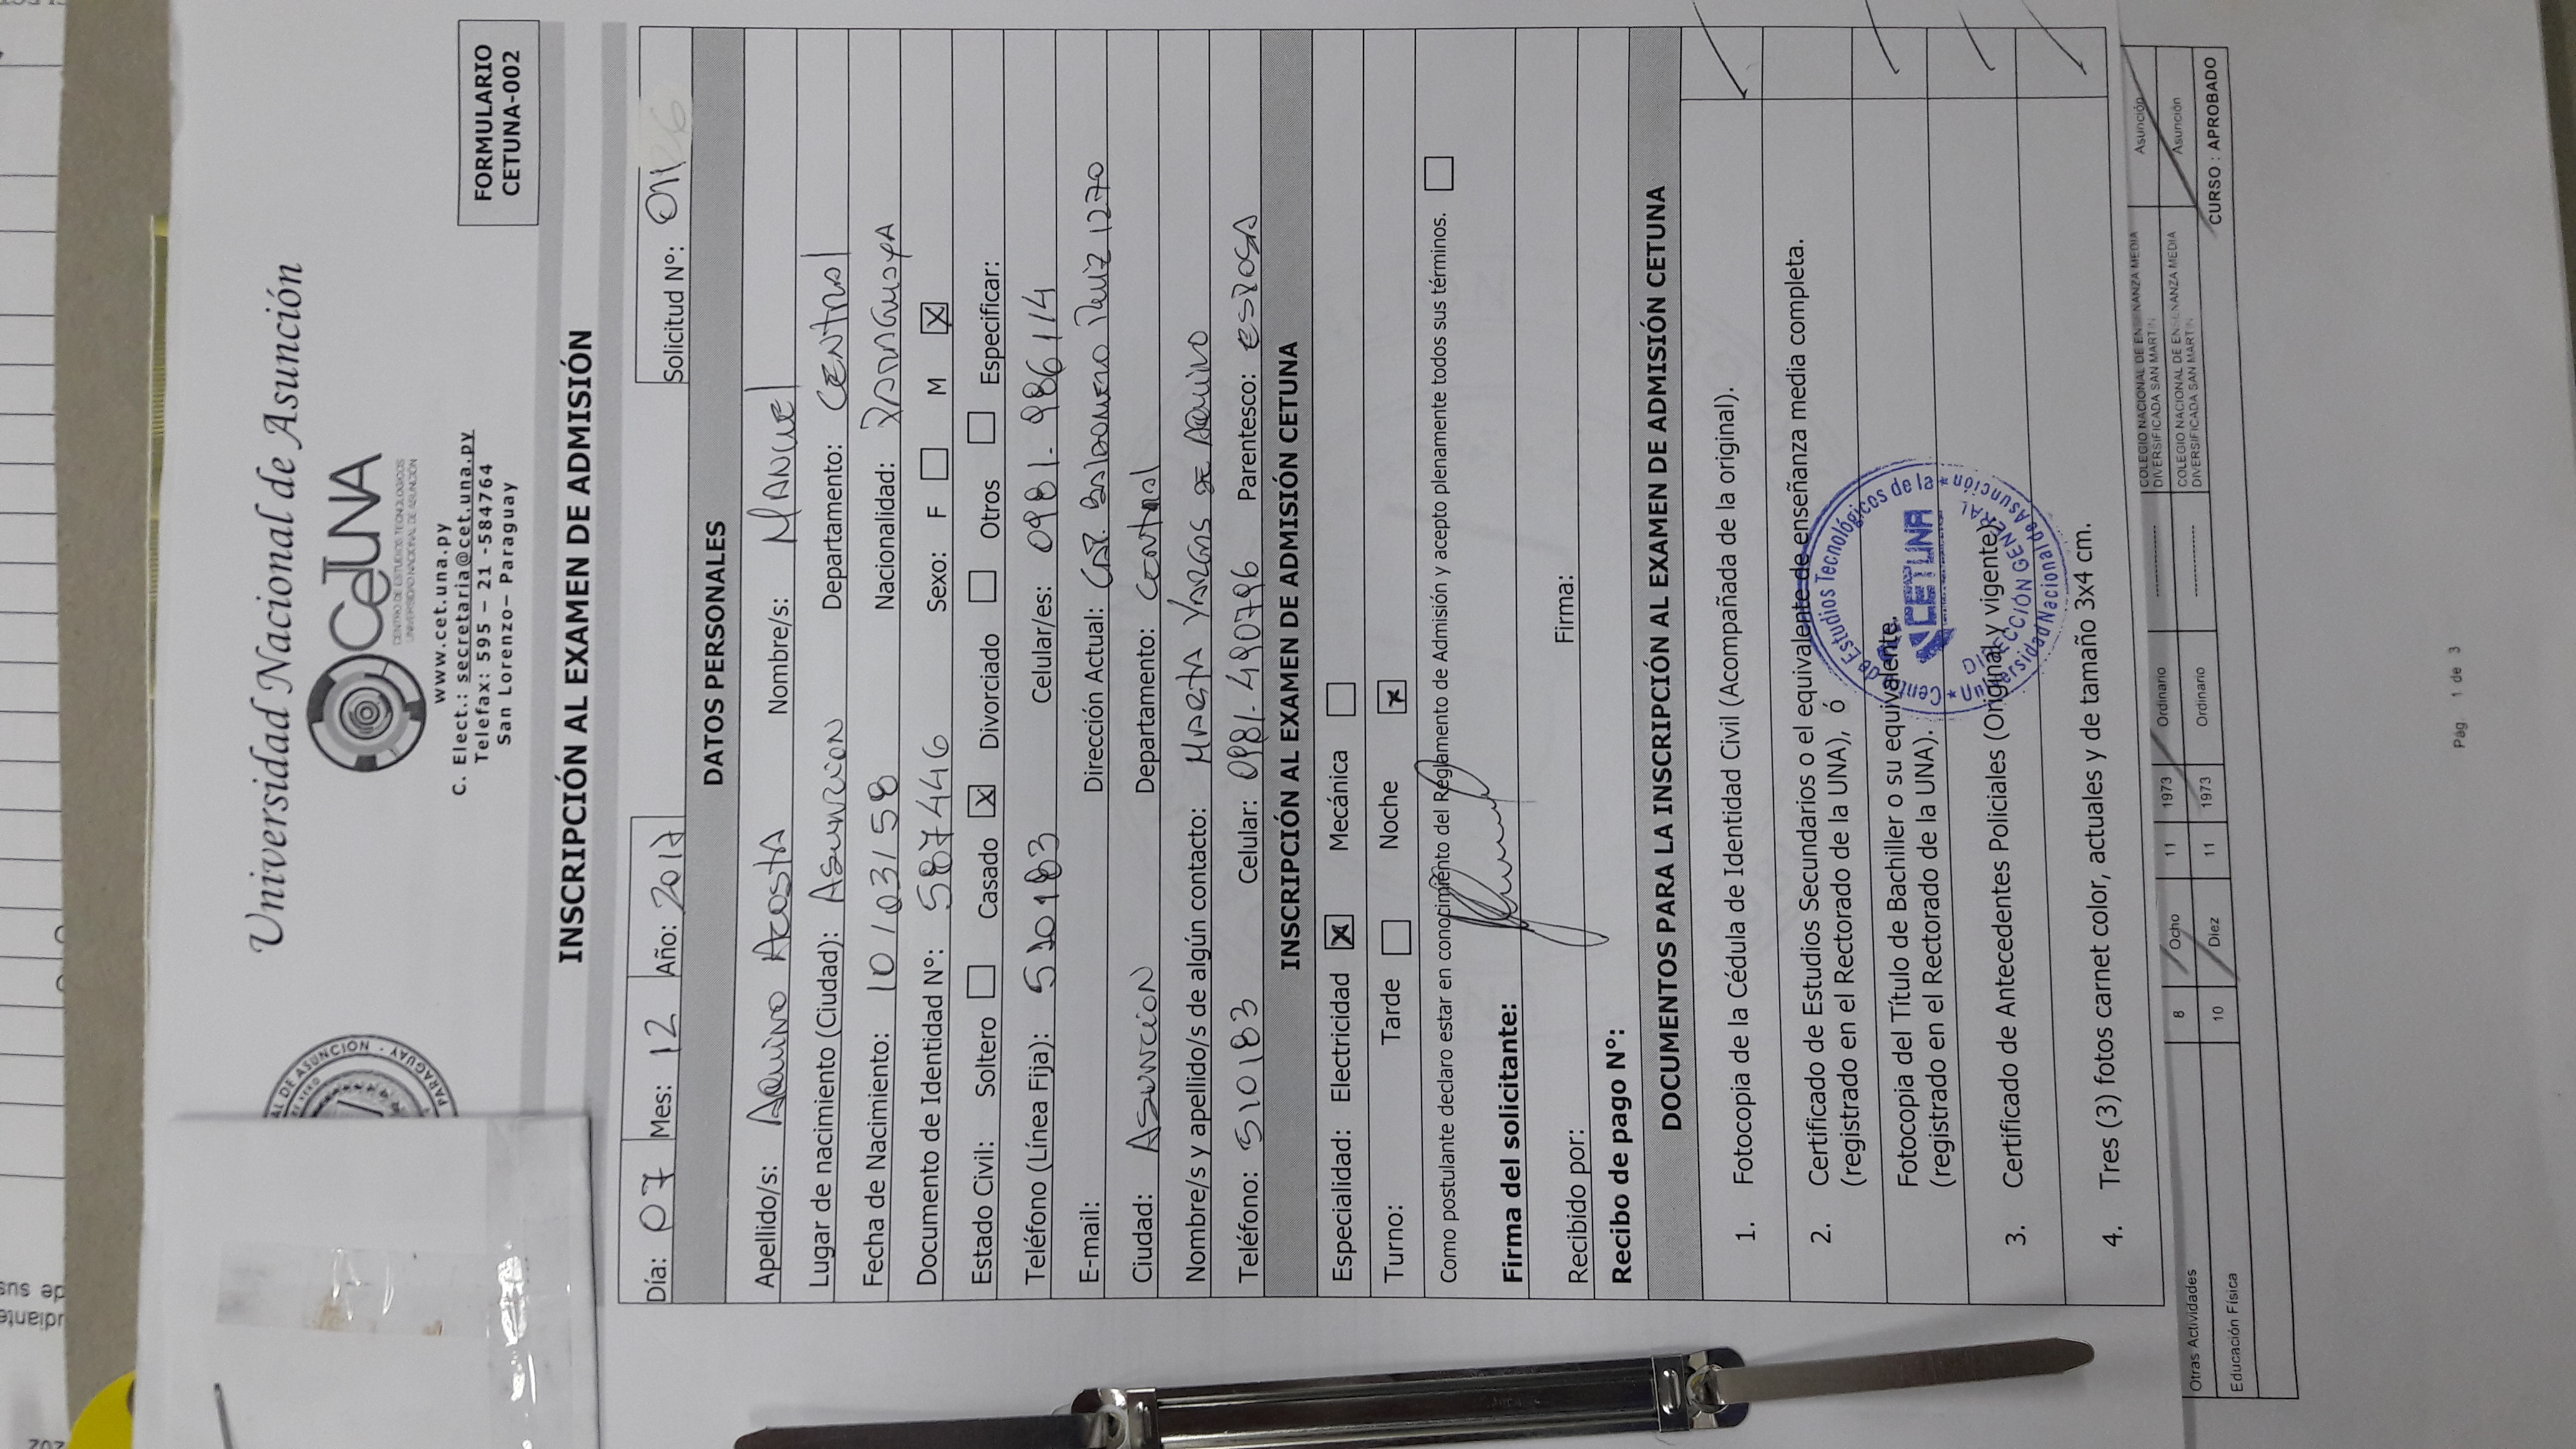 udiante
de sus
Universidad Nacional de Asunción
CETUNA
CENTRO DE ESTUDIOS TECNOLOGICOS
UNIVERSIDAD NACIONAL DE ASUNCIÓN
DE ASUNCIÓN
PARAGUAY
www.cet.una.py
C. Elect.: secretaria@cet.una.py
Telefax: 595 – 21 -584764
San Lorenzo– Paraguay
FORMULARIO
CETUNA-002
INSCRIPCIÓN AL EXAMEN DE ADMISIÓN
Día: 07 Mes: 12 Año: 2017 Solicitud Nº: 011
DATOS PERSONALES
Apellido/s: Aquino Acosta Nombre/s: MANUEL
Lugar de nacimiento (Ciudad): Asuncion Departamento: CENTRAL
Fecha de Nacimiento: 10/03/58 Nacionalidad: PARAGUAYA
Documento de Identidad Nº: 587446 Sexo: F M X
Estado Civil: Soltero Casado X Divorciado Otros Especificar:
Teléfono (Línea Fija): 510183 Celular/es: 0981. 986114
E-mail: Dirección Actual: CAP. BALDOMERO RUIZ 1270
Ciudad: Asuncion Departamento: Central
Nombre/s y apellido/s de algún contacto: MARTA VARGAS DE AQUINO
Teléfono: 510183 Celular: 0981. 490796 Parentesco: ESPOSA
INSCRIPCIÓN AL EXAMEN DE ADMISIÓN CETUNA
Especialidad: Electricidad X Mecánica
Turno: Tarde Noche X
Como postulante declaro estar en conocimiento del Reglamento de Admisión y acepto plenamente todos sus términos.
Firma del solicitante:
Recibido por: Firma:
Recibo de pago N°:
DOCUMENTOS PARA LA INSCRIPCIÓN AL EXAMEN DE ADMISIÓN CETUNA
1. Fotocopia de la Cédula de Identidad Civil (Acompañada de la original).
2. Certificado de Estudios Secundarios o el equivalente de enseñanza media completa.
(registrado en el Rectorado de la UNA), ó
Fotocopia del Título de Bachiller o su equivalente.
(registrado en el Rectorado de la UNA).
3. Certificado de Antecedentes Policiales (Original y vigente)
4. Tres (3) fotos carnet color, actuales y de tamaño 3x4 cm.
Centro de Estudios Tecnológicos de la
CETUNA
DIRECCIÓN GENERAL
Universidad Nacional de Asunción
Otras Actividades 8 Ocho 11 1973 Ordinario ------------- COLEGIO NACIONAL DE ENSEÑANZA MEDIA DIVERSIFICADA SAN MARTIN Asunción
Educación Física 10 Diez 11 1973 Ordinario ------------- COLEGIO NACIONAL DE ENSEÑANZA MEDIA DIVERSIFICADA SAN MARTIN Asunción
CURSO : APROBADO
Pág. 1 de 3